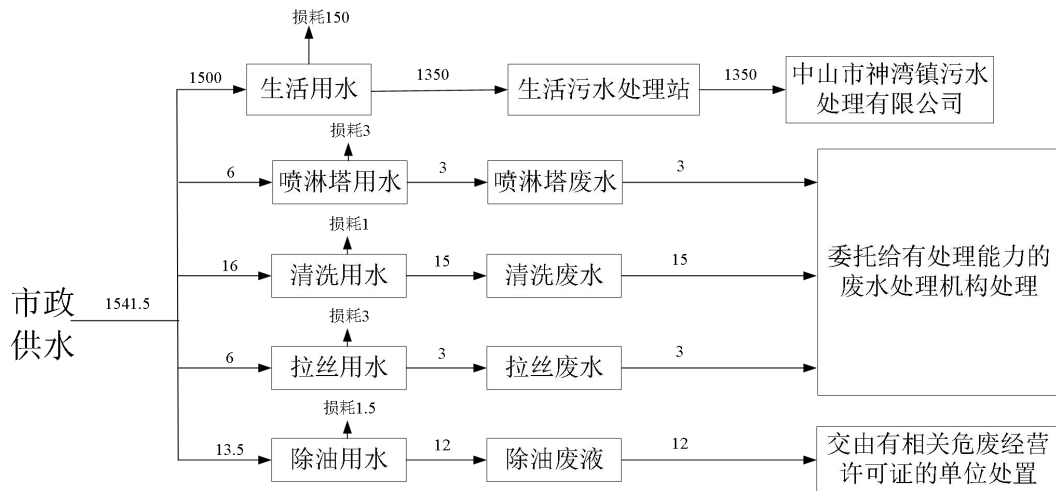 损耗150
1500
生活用水
1350
生活污水处理站
1350
中山市神湾镇污水
处理有限公司
损耗3
6
喷淋塔用水
3
喷淋塔废水
3
损耗1
16
清洗用水
15
清洗废水
15
委托给有处理能力的
废水处理机构处理
市政
供水
1541.5
损耗3
6
拉丝用水
3
拉丝废水
3
损耗1.5
13.5
除油用水
12
除油废液
12
交由有相关危废经营
许可证的单位处置